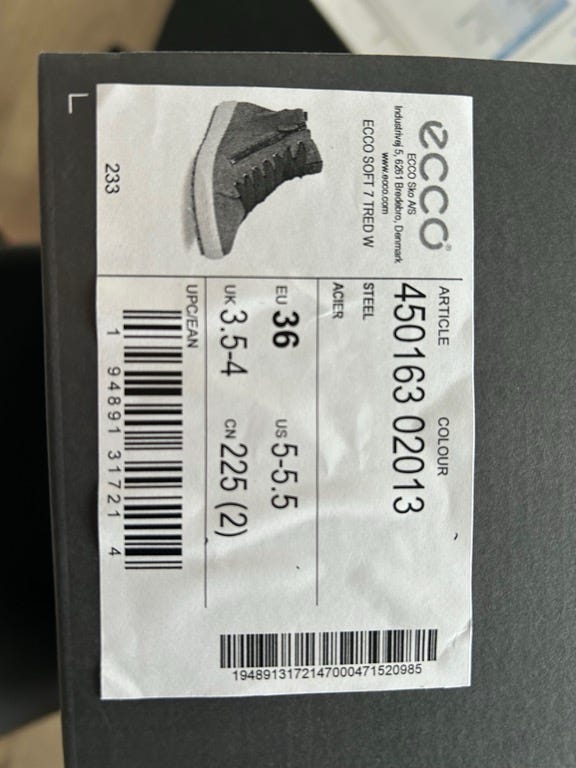 ecco®
ECCO Sko A/S
Industrivej 5, 6261 Bredebro, Denmark
www.ecco.com
ECCO SOFT 7 TRED W
233
ARTICLE COLOUR
450163 02013
STEEL
ACIER
EU 36 US 5-5.5
UK 3.5-4 CN 225 (2)
UPC/EAN
1 94891 31721 4
194891317214700047152​0985